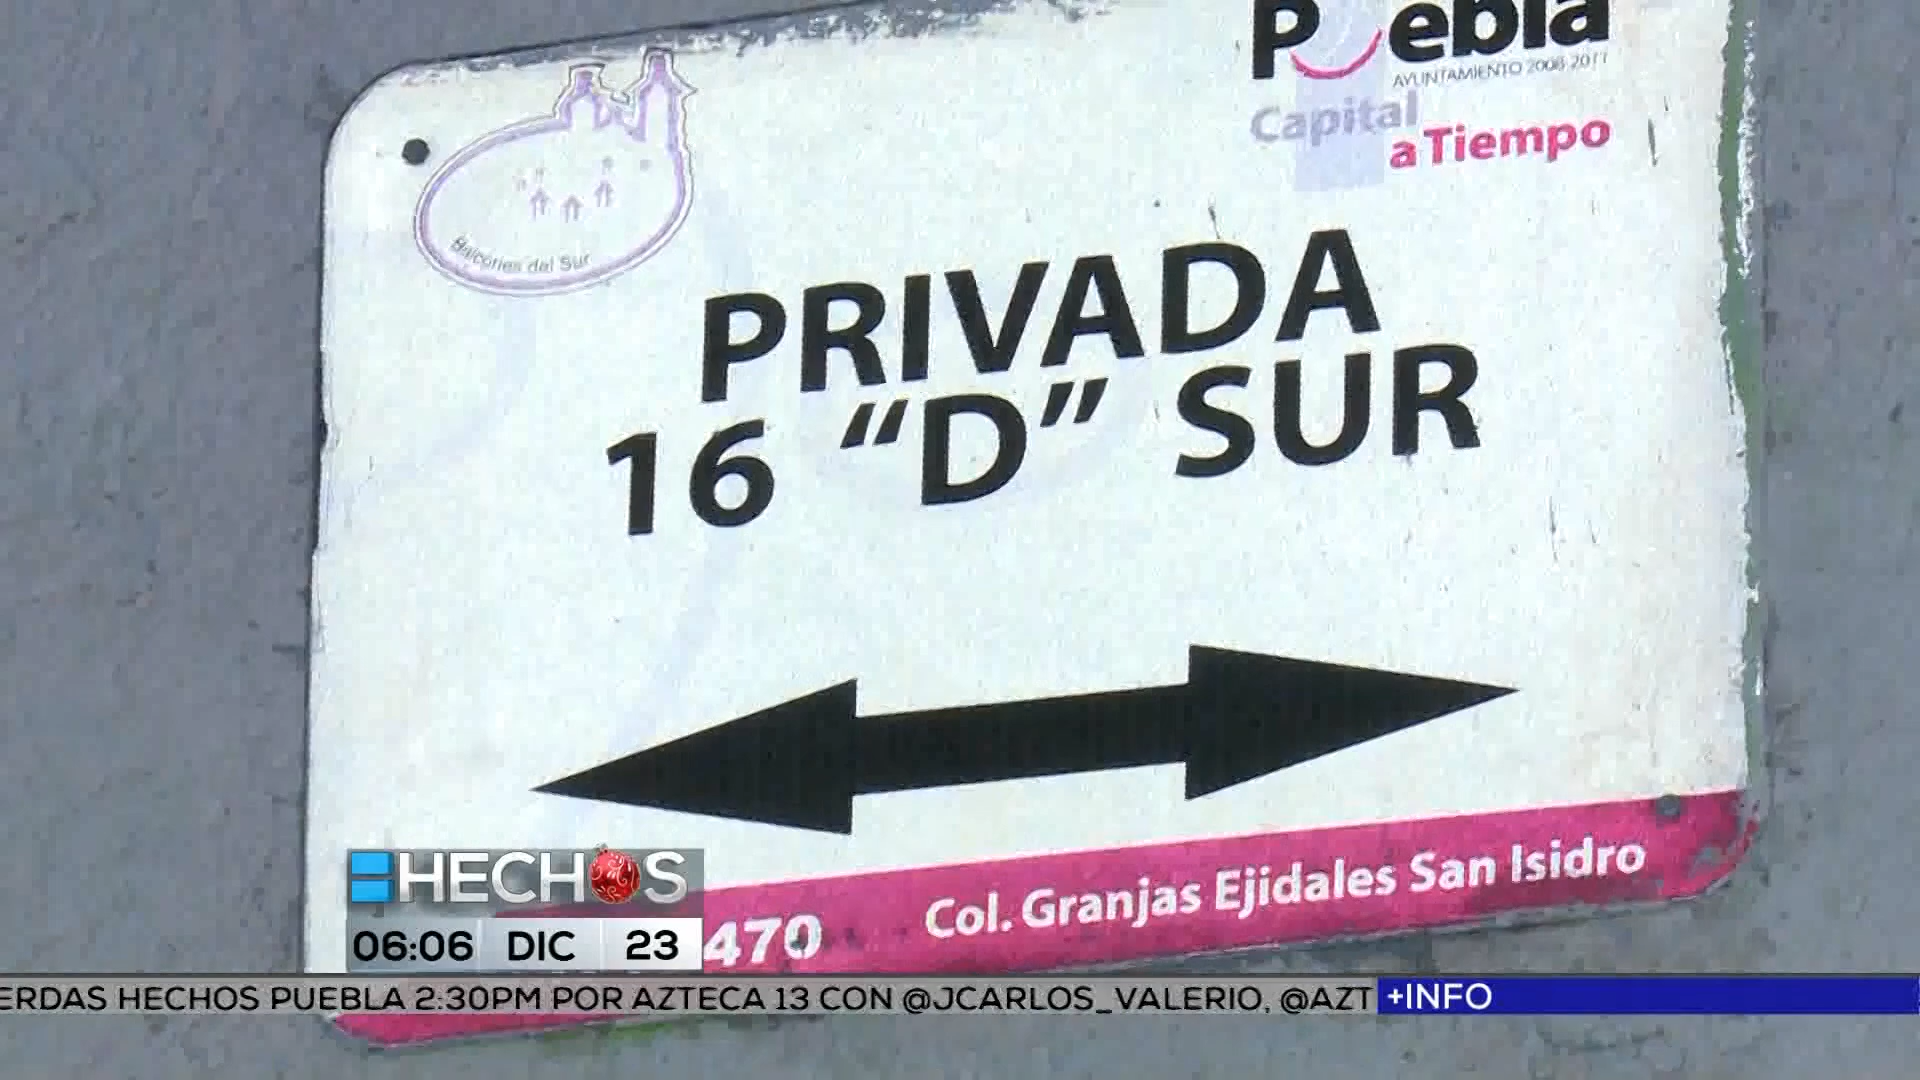 Puebla
AYUNTAMIENTO 2008-2011
Capital
a Tiempo
Balcones del Sur
PRIVADA
16 “D” SUR
470
Col. Granjas Ejidales San Isidro
HECHOS
06:06 DIC 23
ERDAS HECHOS PUEBLA 2:30PM POR AZTECA 13 CON @JCARLOS_VALERIO, @AZT
+INFO